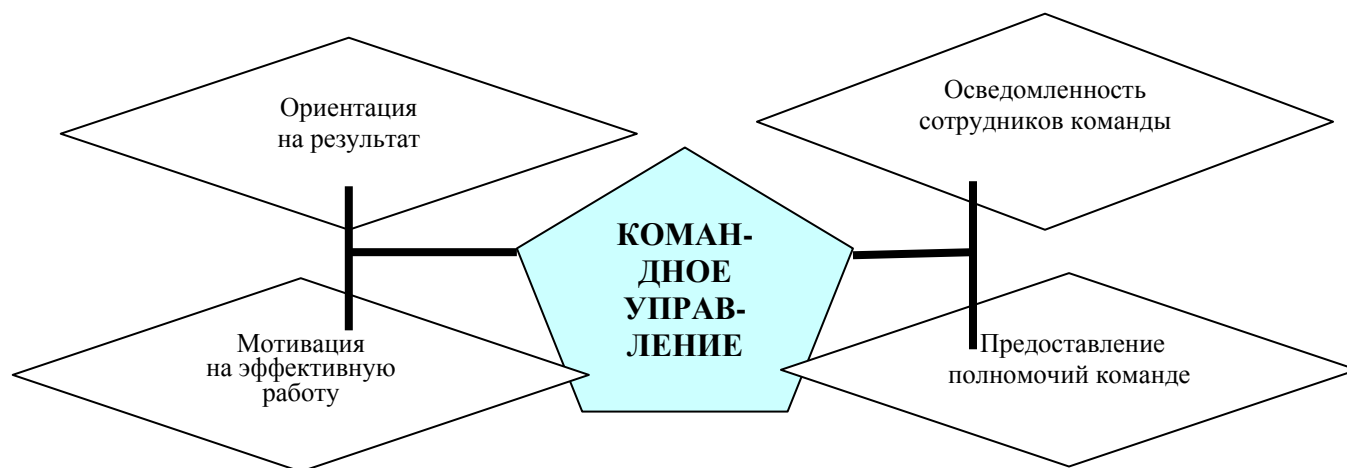 Ориентация
на результат
Осведомленность
сотрудников команды
КОМАН-
ДНОЕ
УПРАВ-
ЛЕНИЕ
Мотивация
на эффективную
работу
Предоставление
полномочий команде